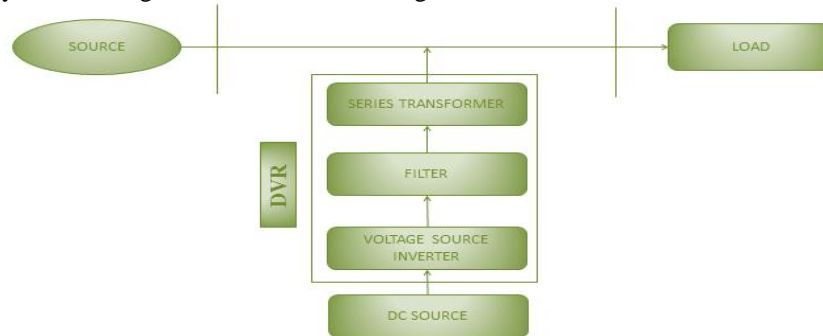 SOURCE
LOAD
SERIES TRANSFORMER
FILTER
DVR
VOLTAGE SOURCE
INVERTER
DC SOURCE